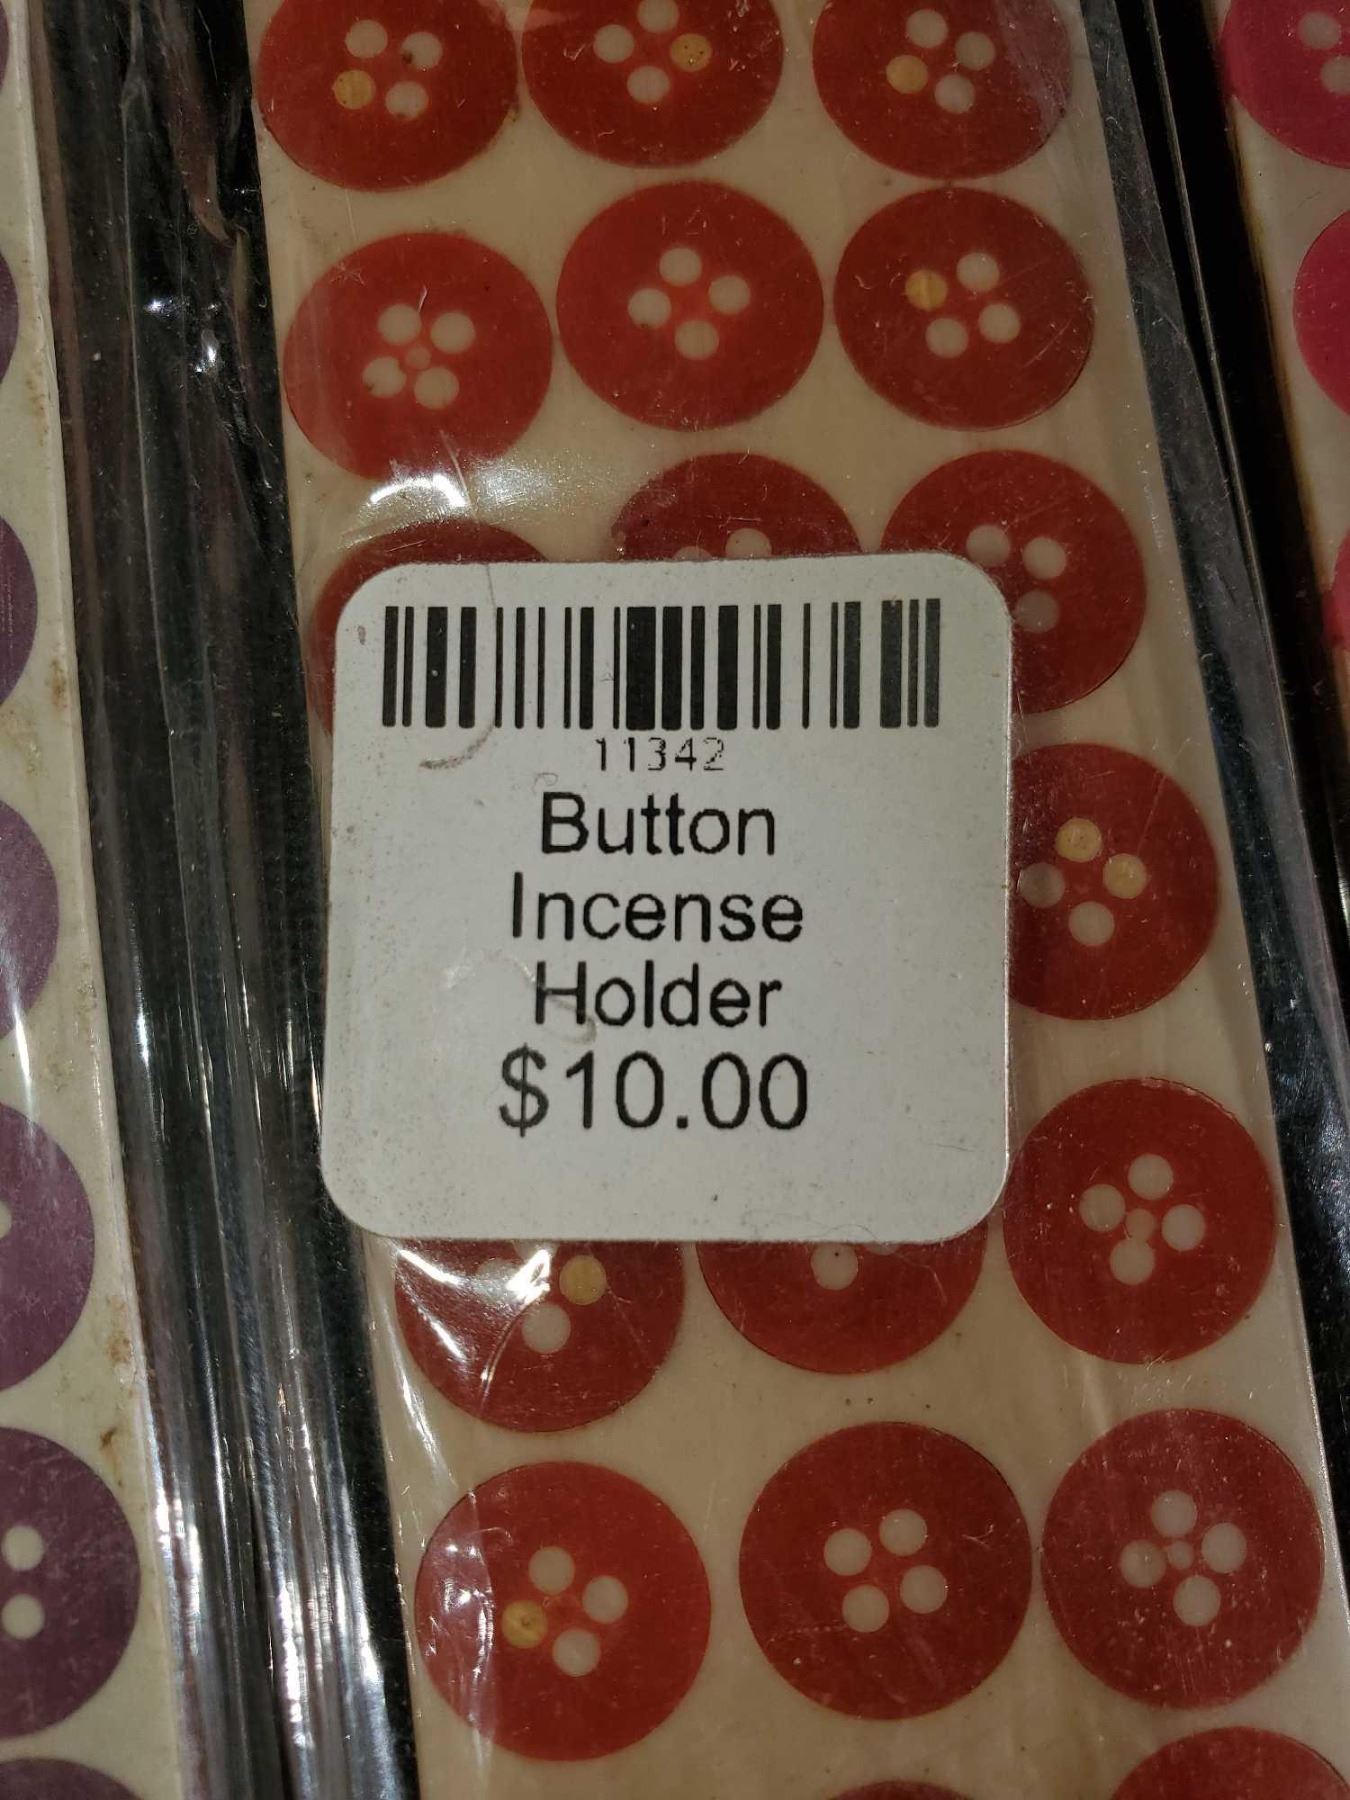 11342
Button
Incense
Holder
$10.00